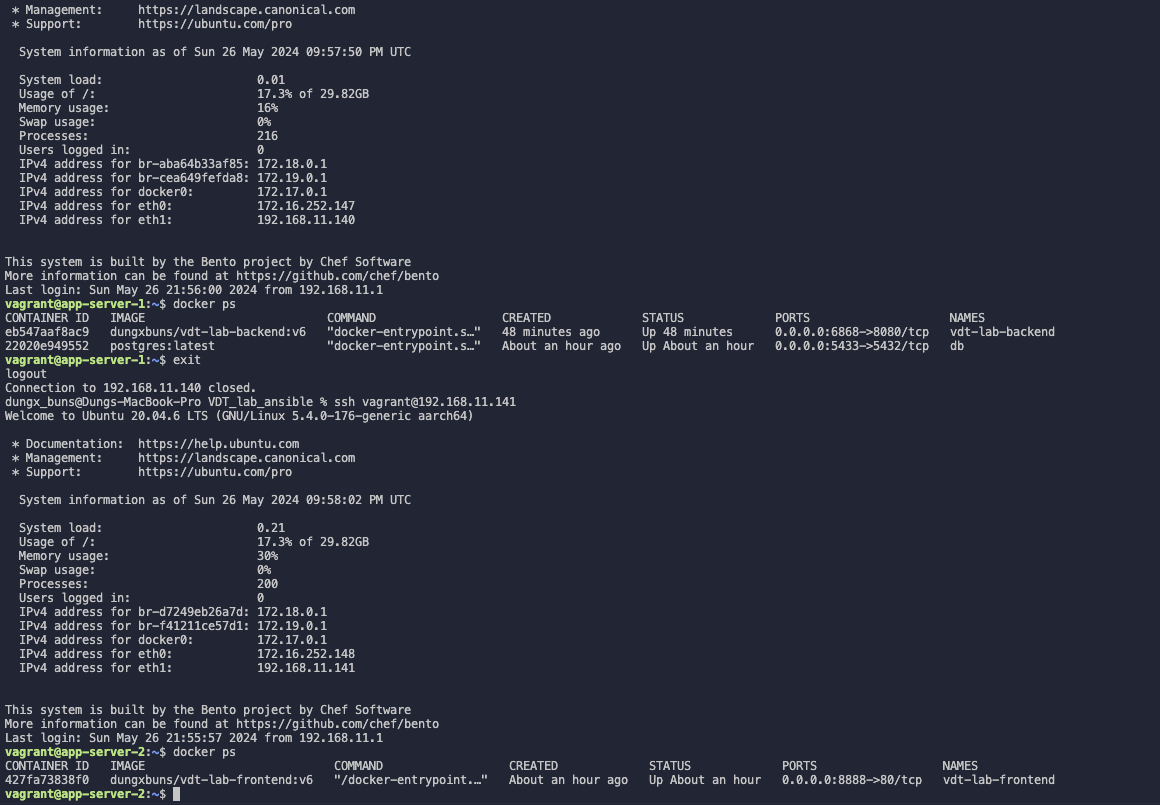 * Management:     https://landscape.canonical.com
 * Support:        https://ubuntu.com/pro

  System information as of Sun 26 May 2024 09:57:50 PM UTC

  System load:                      0.01
  Usage of /:                       17.3% of 29.82GB
  Memory usage:                     16%
  Swap usage:                       0%
  Processes:                        216
  Users logged in:                  0
  IPv4 address for br-aba64b33af85: 172.18.0.1
  IPv4 address for br-cea649fefda8: 172.19.0.1
  IPv4 address for docker0:         172.17.0.1
  IPv4 address for eth0:            172.16.252.147
  IPv4 address for eth1:            192.168.11.140


This system is built by the Bento project by Chef Software
More information can be found at https://github.com/chef/bento
Last login: Sun May 26 21:56:00 2024 from 192.168.11.1
vagrant@app-server-1:~$ docker ps
CONTAINER ID   IMAGE                          COMMAND                  CREATED             STATUS             PORTS                    NAMES
eb547aaf8ac9   dungxbuns/vdt-lab-backend:v6   "docker-entrypoint.s…"   48 minutes ago      Up 48 minutes      0.0.0.0:6868->8080/tcp   vdt-lab-backend
22020e949552   postgres:latest                "docker-entrypoint.s…"   About an hour ago   Up About an hour   0.0.0.0:5433->5432/tcp   db
vagrant@app-server-1:~$ exit
logout
Connection to 192.168.11.140 closed.
dungx_buns@Dungs-MacBook-Pro VDT_lab_ansible % ssh vagrant@192.168.11.141
Welcome to Ubuntu 20.04.6 LTS (GNU/Linux 5.4.0-176-generic aarch64)

 * Documentation:  https://help.ubuntu.com
 * Management:     https://landscape.canonical.com
 * Support:        https://ubuntu.com/pro

  System information as of Sun 26 May 2024 09:58:02 PM UTC

  System load:                      0.21
  Usage of /:                       17.3% of 29.82GB
  Memory usage:                     30%
  Swap usage:                       0%
  Processes:                        200
  Users logged in:                  0
  IPv4 address for br-d7249eb26a7d: 172.18.0.1
  IPv4 address for br-f41211ce57d1: 172.19.0.1
  IPv4 address for docker0:         172.17.0.1
  IPv4 address for eth0:            172.16.252.148
  IPv4 address for eth1:            192.168.11.141


This system is built by the Bento project by Chef Software
More information can be found at https://github.com/chef/bento
Last login: Sun May 26 21:55:57 2024 from 192.168.11.1
vagrant@app-server-2:~$ docker ps
CONTAINER ID   IMAGE                           COMMAND                  CREATED             STATUS             PORTS                  NAMES
427fa73838f0   dungxbuns/vdt-lab-frontend:v6   "/docker-entrypoint.…"   About an hour ago   Up About an hour   0.0.0.0:8888->80/tcp   vdt-lab-frontend
vagrant@app-server-2:~$